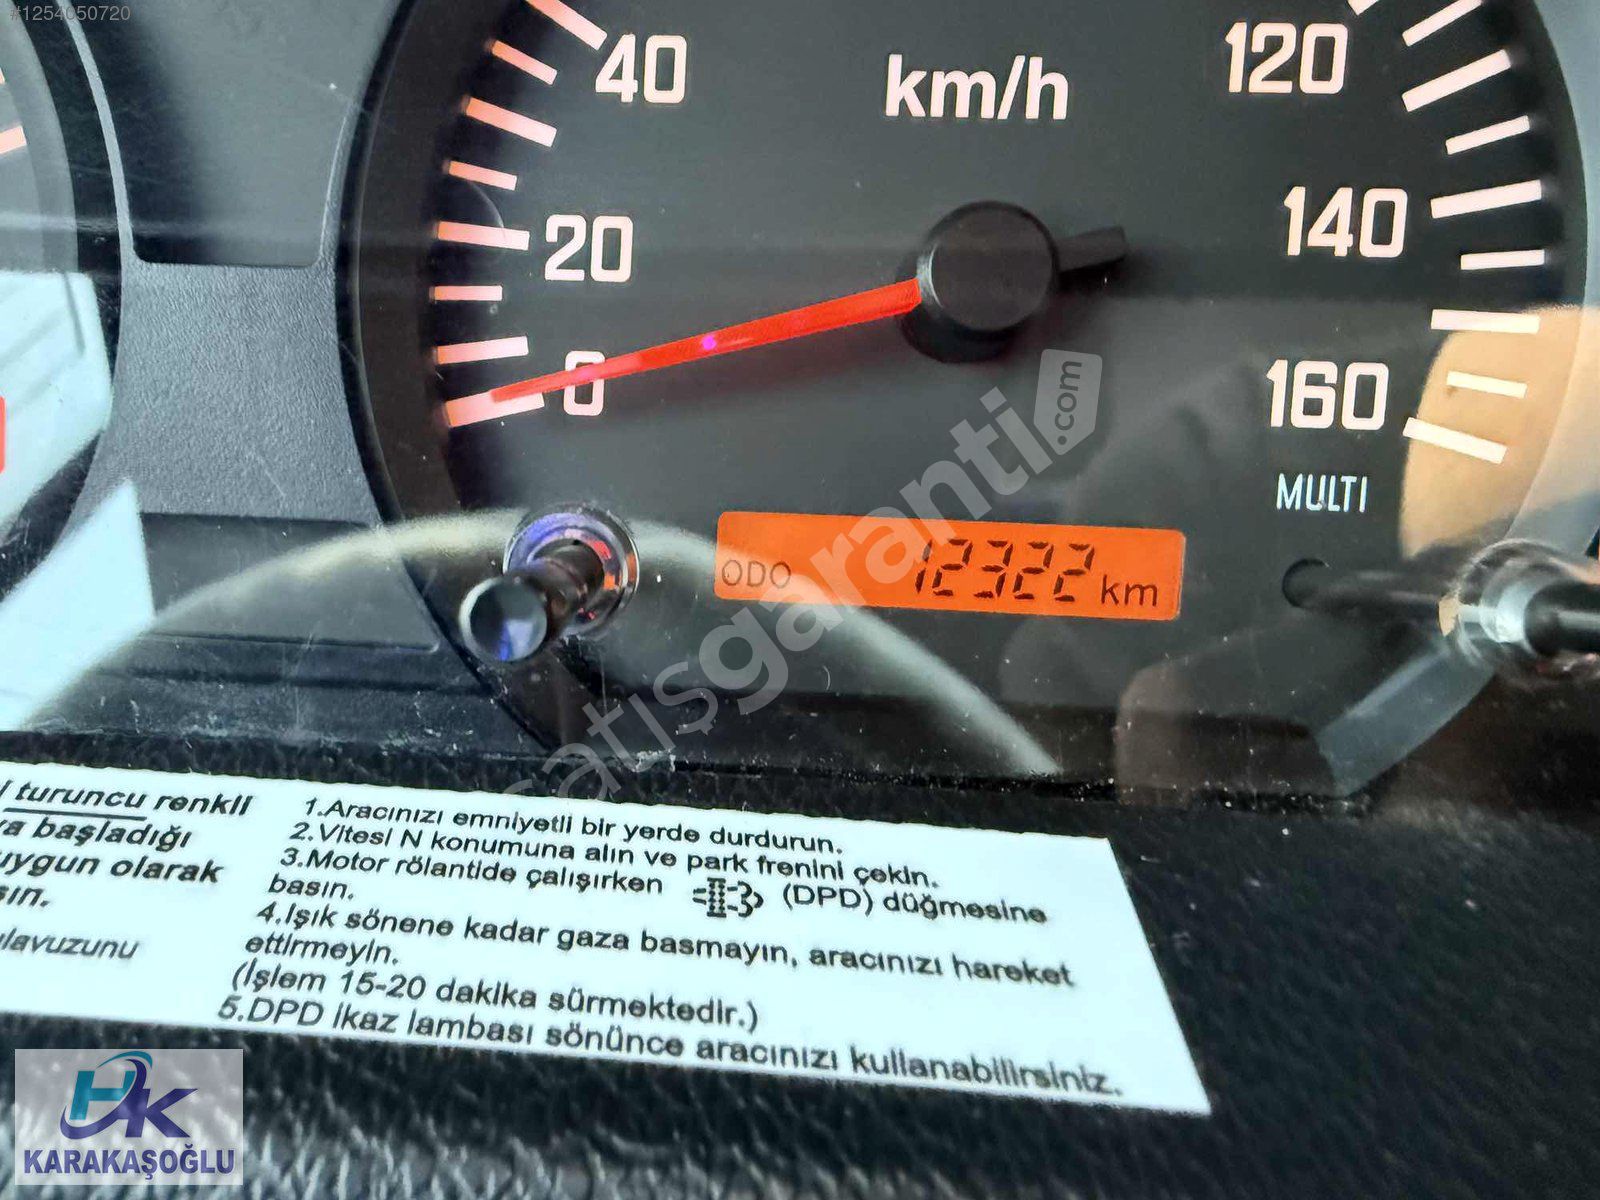 #1254050720
40
km/h
120
20
140
0
160
MULTI
ODO 12322 km
satışgaranti.com
turuncu renkli
başladığı
uygun olarak
1.Aracınızı emniyetli bir yerde durdurun.
2.Vitesi N konumuna alın ve park frenini çekin.
3.Motor rölantide çalışırken (DPD) düğmesine
basın.
4.Işık sönene kadar gaza basmayın, aracınızı hareket
ettirmeyin.
(İşlem 15-20 dakika sürmektedir.)
5.DPD ikaz lambası sönünce aracınızı kullanabilirsiniz.
HK
KARAKAŞOĞLU